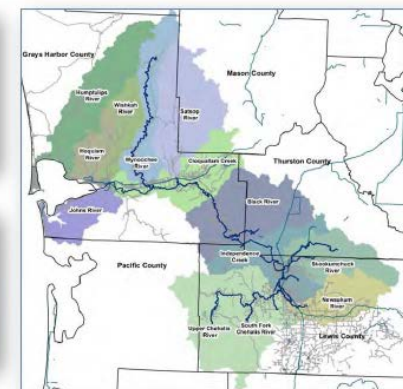 Grays Harbor County
Mason County
Humptulips
River
Wishkah
River
Satsop
River
Hoquiam
River
Wynoochee
River
Cloquallam Creek
Thurston County
Johns River
Black River
Pacific County
Independence
Creek
Skookumchuck
River
Newaukum
River
Upper Chehalis
River
South Fork
Chehalis River
Lewis County